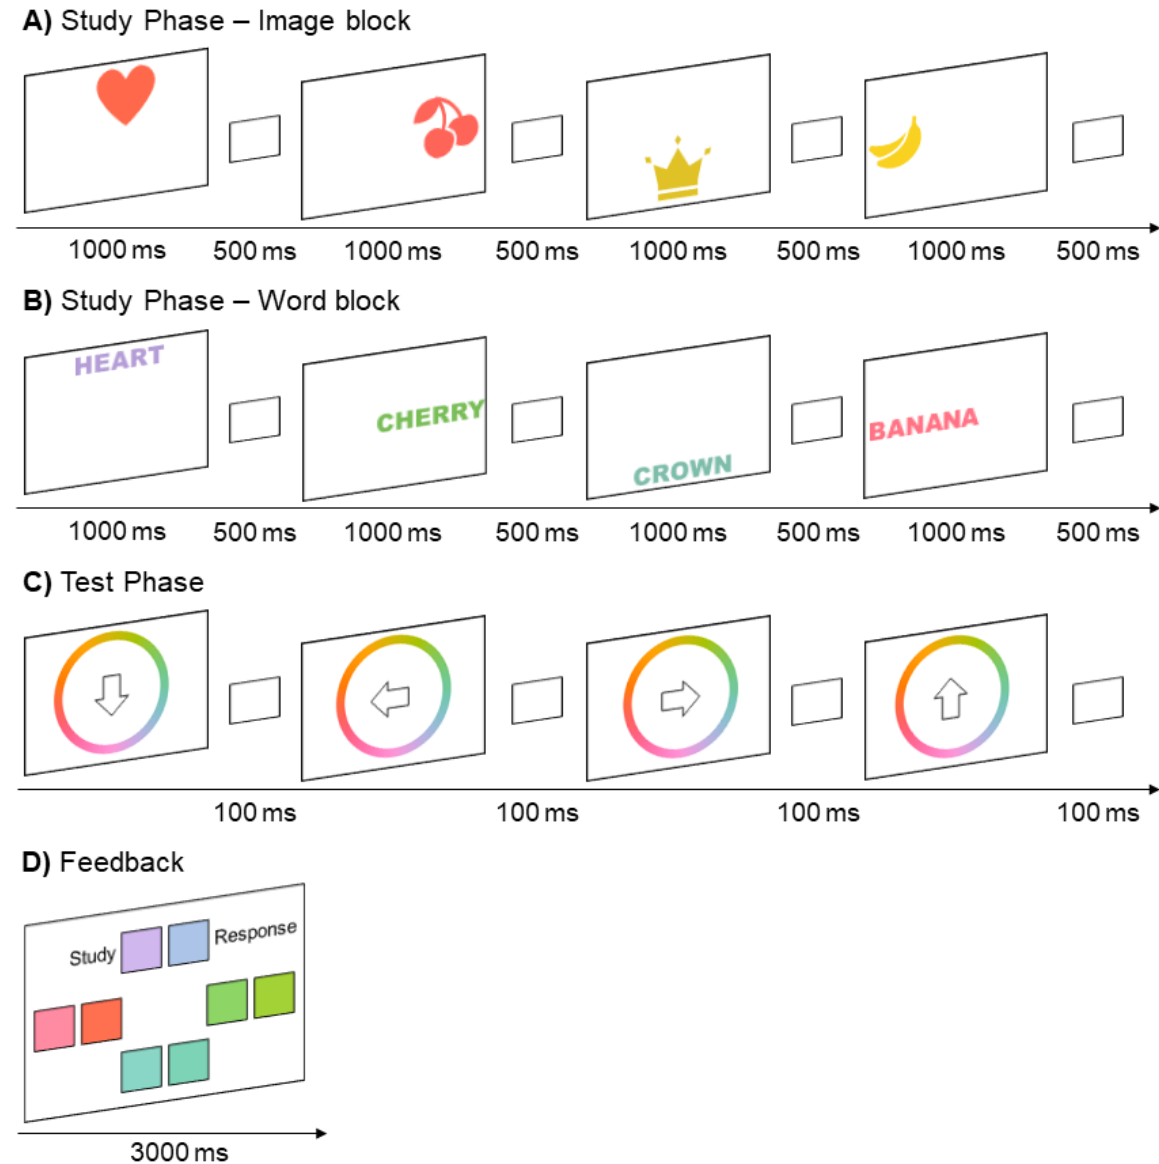 A) Study Phase – Image block
1000 ms 500 ms 1000 ms 500 ms 1000 ms 500 ms 1000 ms 500 ms
B) Study Phase – Word block
HEART
CHERRY
CROWN
BANANA
1000 ms 500 ms 1000 ms 500 ms 1000 ms 500 ms 1000 ms 500 ms
C) Test Phase
100 ms 100 ms 100 ms 100 ms
D) Feedback
Study Response
3000 ms